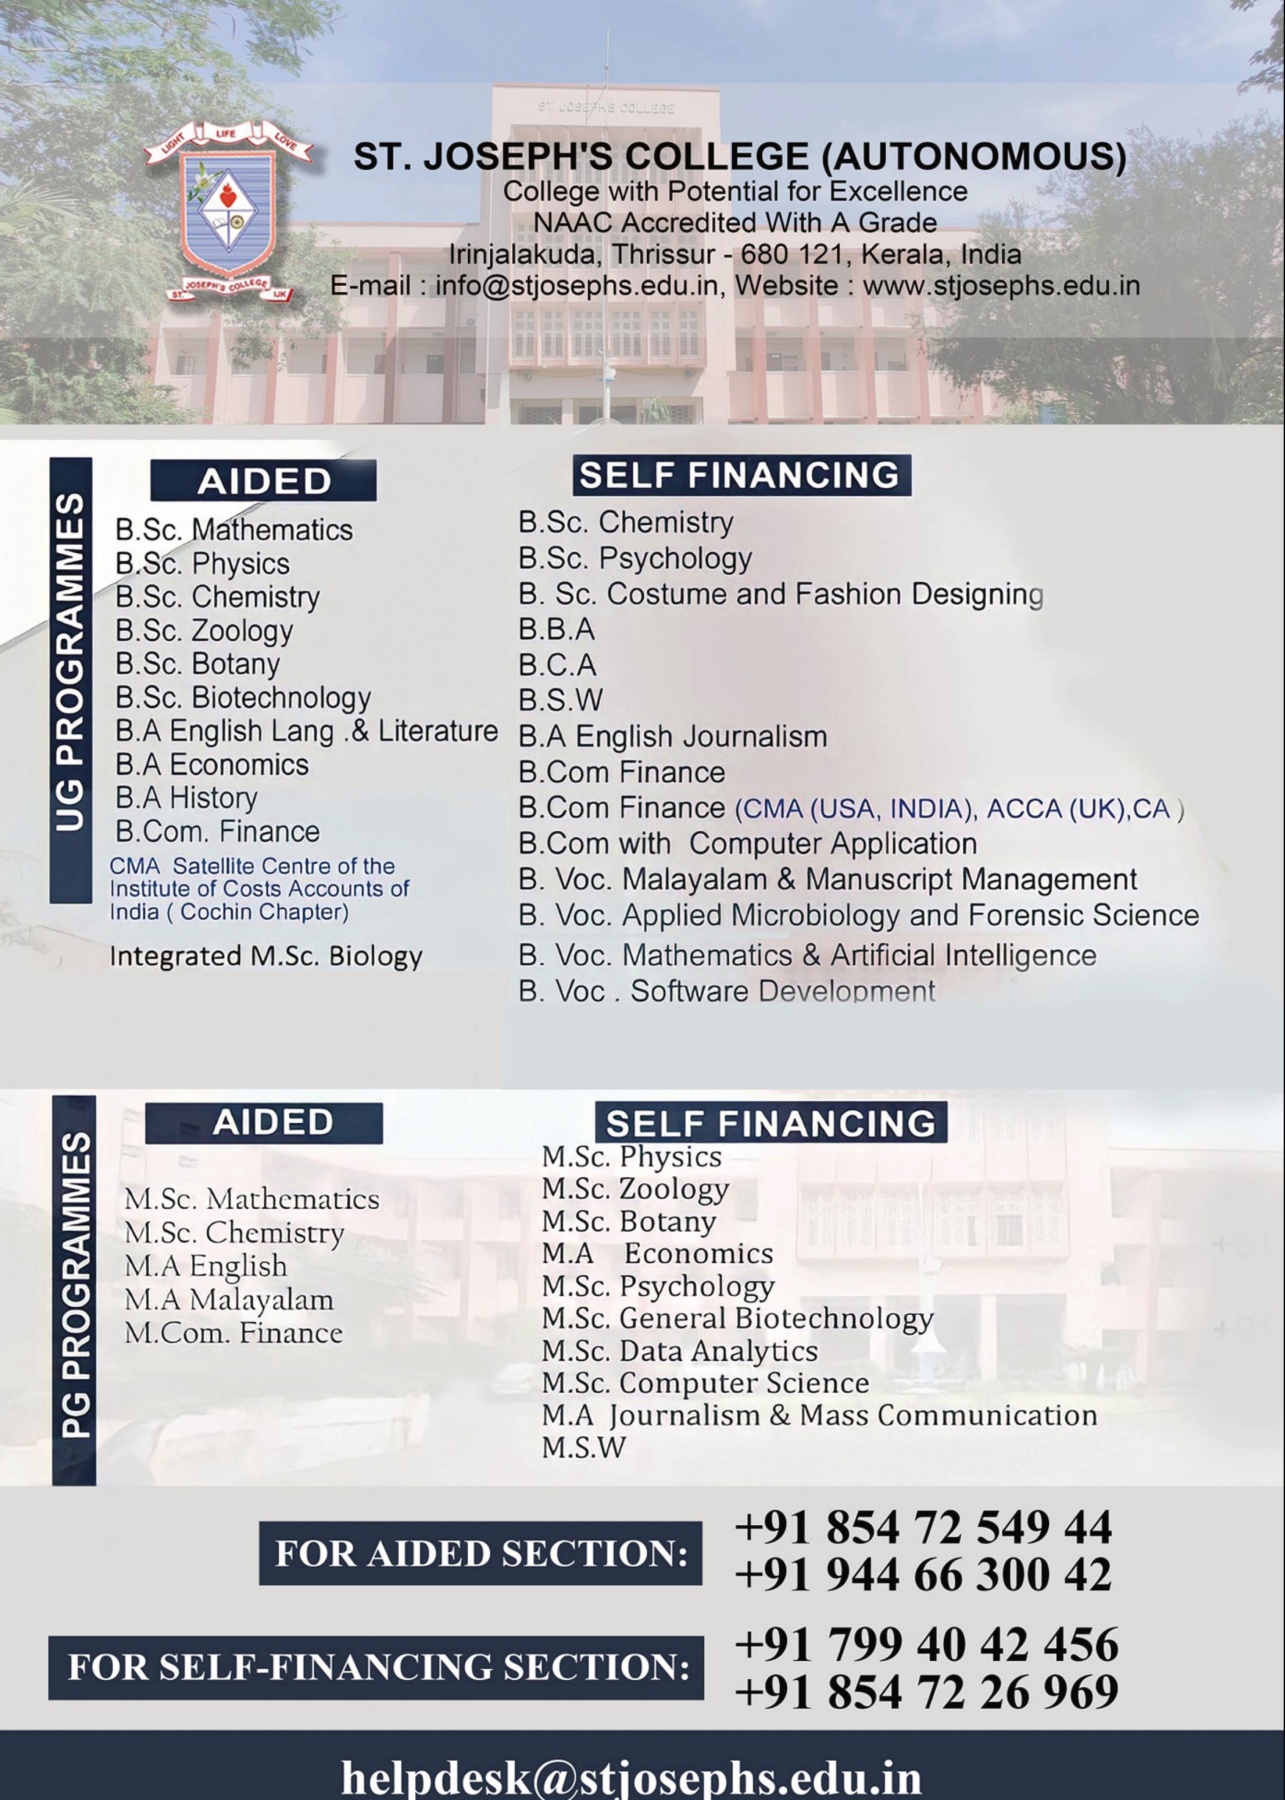 ST. JOSEPH'S COLLEGE
LIGHT LIFE LOVE
ST. JOSEPH'S COLLEGE IJK
ST. JOSEPH'S COLLEGE (AUTONOMOUS)
College with Potential for Excellence
NAAC Accredited With A Grade
Irinjalakuda, Thrissur - 680 121, Kerala, India
E-mail : info@stjosephs.edu.in, Website : www.stjosephs.edu.in
UG PROGRAMMES
AIDED
B.Sc. Mathematics
B.Sc. Physics
B.Sc. Chemistry
B.Sc. Zoology
B.Sc. Botany
B.Sc. Biotechnology
B.A English Lang .& Literature
B.A Economics
B.A History
B.Com. Finance
CMA Satellite Centre of the
Institute of Costs Accounts of
India ( Cochin Chapter)
Integrated M.Sc. Biology
SELF FINANCING
B.Sc. Chemistry
B.Sc. Psychology
B. Sc. Costume and Fashion Designing
B.B.A
B.C.A
B.S.W
B.A English Journalism
B.Com Finance
B.Com Finance (CMA (USA, INDIA), ACCA (UK),CA )
B.Com with Computer Application
B. Voc. Malayalam & Manuscript Management
B. Voc. Applied Microbiology and Forensic Science
B. Voc. Mathematics & Artificial Intelligence
B. Voc . Software Development
PG PROGRAMMES
AIDED
M.Sc. Mathematics
M.Sc. Chemistry
M.A English
M.A Malayalam
M.Com. Finance
SELF FINANCING
M.Sc. Physics
M.Sc. Zoology
M.Sc. Botany
M.A Economics
M.Sc. Psychology
M.Sc. General Biotechnology
M.Sc. Data Analytics
M.Sc. Computer Science
M.A Journalism & Mass Communication
M.S.W
FOR AIDED SECTION:
+91 854 72 549 44
+91 944 66 300 42
FOR SELF-FINANCING SECTION:
+91 799 40 42 456
+91 854 72 26 969
helpdesk@stjosephs.edu.in